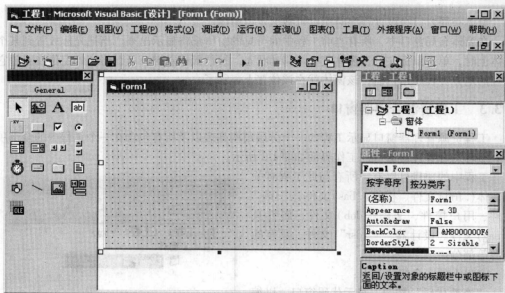 工程1 - Microsoft Visual Basic [设计] - [Form1 (Form)]
文件(F) 编辑(E) 视图(V) 工程(P) 格式(O) 调试(D) 运行(R) 查询(U) 图表(I) 工具(T) 外接程序(A) 窗口(W) 帮助(H)
General
A
ab|
Form1
工程 - 工程1
工程1 (工程1)
窗体
Form1 (Form1)
属性 - Form1
Form1 Form
按字母序 按分类序
(名称) Form1
Appearance 1 - 3D
AutoRedraw False
BackColor &H8000000F&
BorderStyle 2 - Sizable
Caption
返回/设置对象的标题栏中或图标下
面的文本。